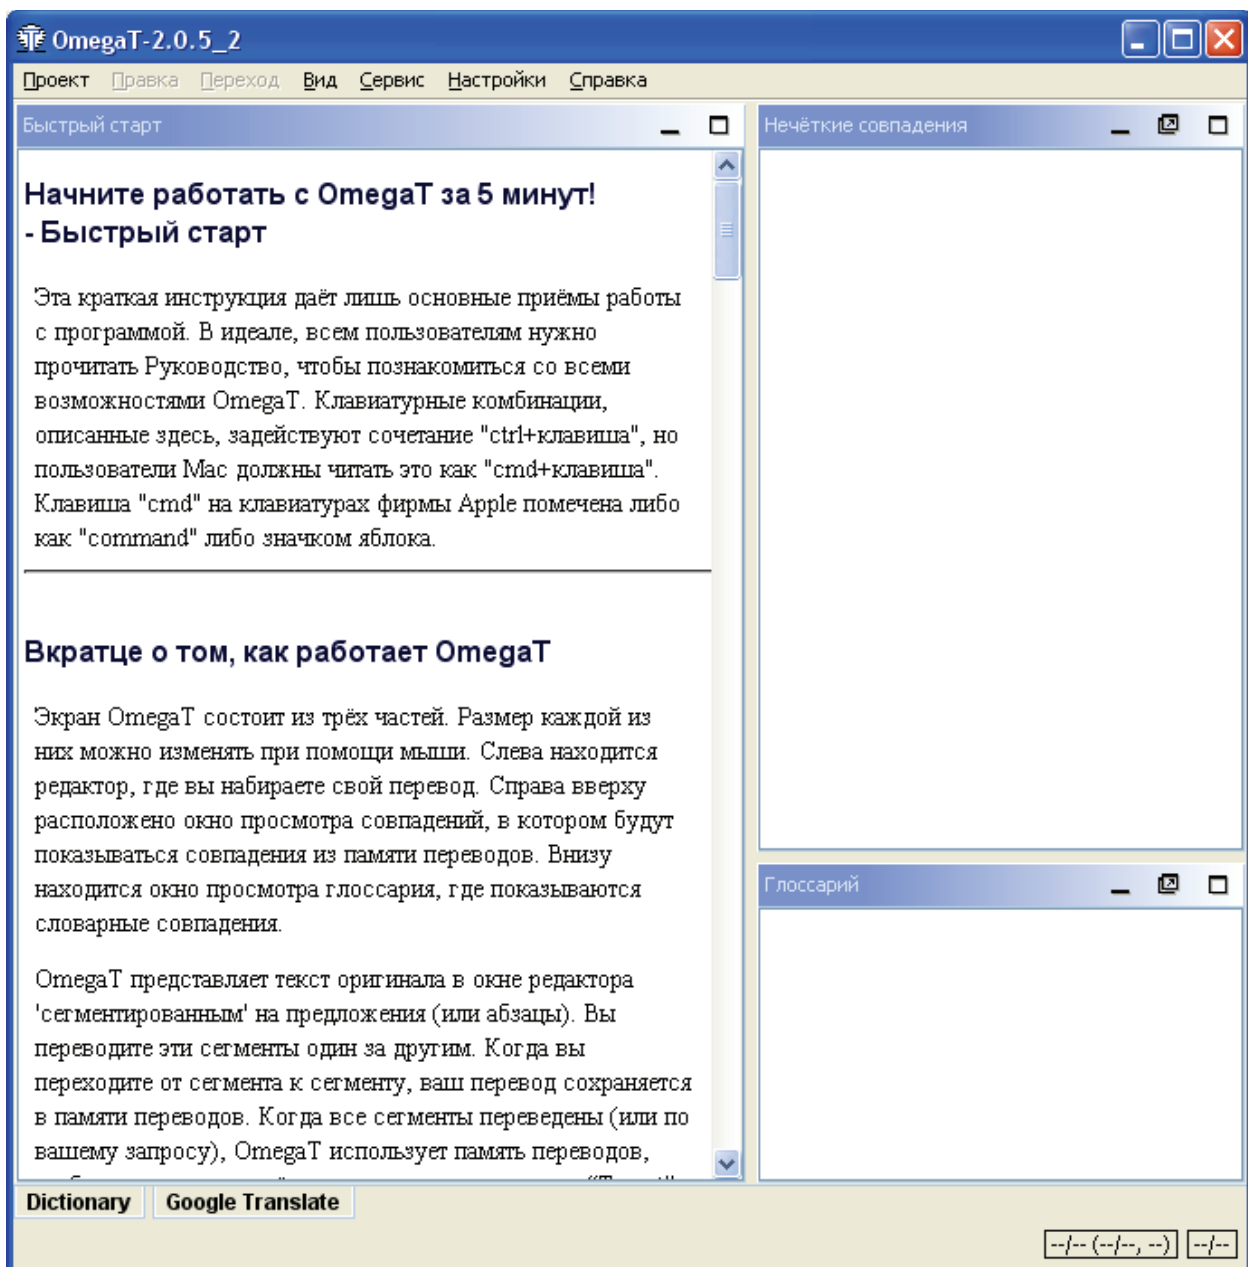 OmegaT-2.0.5_2
Проект Правка Переход Вид Сервис Настройки Справка
Быстрый старт
Начните работать с OmegaT за 5 минут!
- Быстрый старт
Эта краткая инструкция даёт лишь основные приёмы работы
с программой. В идеале, всем пользователям нужно
прочитать Руководство, чтобы познакомиться со всеми
возможностями OmegaT. Клавиатурные комбинации,
описанные здесь, задействуют сочетание "ctrl+клавиша", но
пользователи Mac должны читать это как "cmd+клавиша".
Клавиша "cmd" на клавиатурах фирмы Apple помечена либо
как "command" либо значком яблока.
Вкратце о том, как работает OmegaT
Экран OmegaT состоит из трёх частей. Размер каждой из
них можно изменять при помощи мыши. Слева находится
редактор, где вы набираете свой перевод. Справа вверху
расположено окно просмотра совпадений, в котором будут
показываться совпадения из памяти переводов. Внизу
находится окно просмотра глоссария, где показываются
словарные совпадения.
OmegaT представляет текст оригинала в окне редактора
'сегментированным' на предложения (или абзацы). Вы
переводите эти сегменты один за другим. Когда вы
переходите от сегмента к сегменту, ваш перевод сохраняется
в памяти переводов. Когда все сегменты переведены (или по
вашему запросу), OmegaT использует память переводов,
Нечёткие совпадения
Глоссарий
Dictionary Google Translate
--/-- (--/--, --) --/--